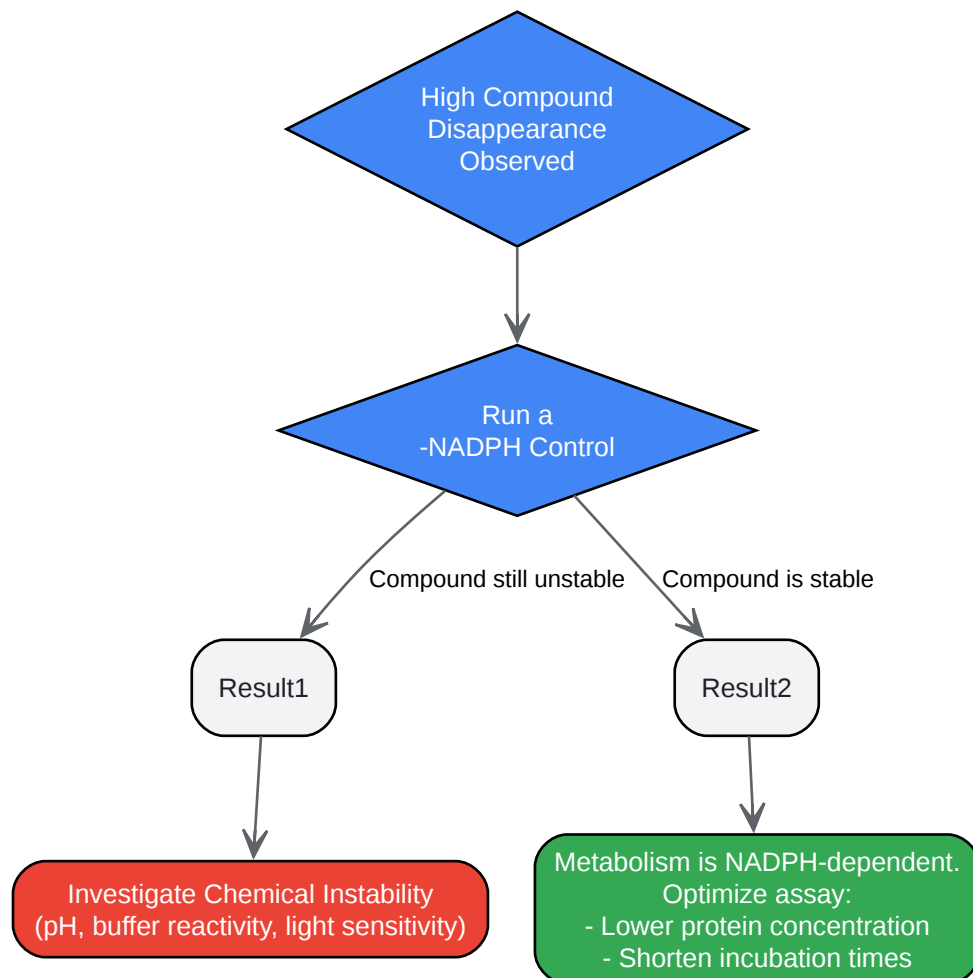 High Compound
Disappearance
Observed
Run a
-NADPH Control
Compound still unstable
Compound is stable
Result1
Result2
Investigate Chemical Instability
(pH, buffer reactivity, light sensitivity)
Metabolism is NADPH-dependent.
Optimize assay:
- Lower protein concentration
- Shorten incubation times